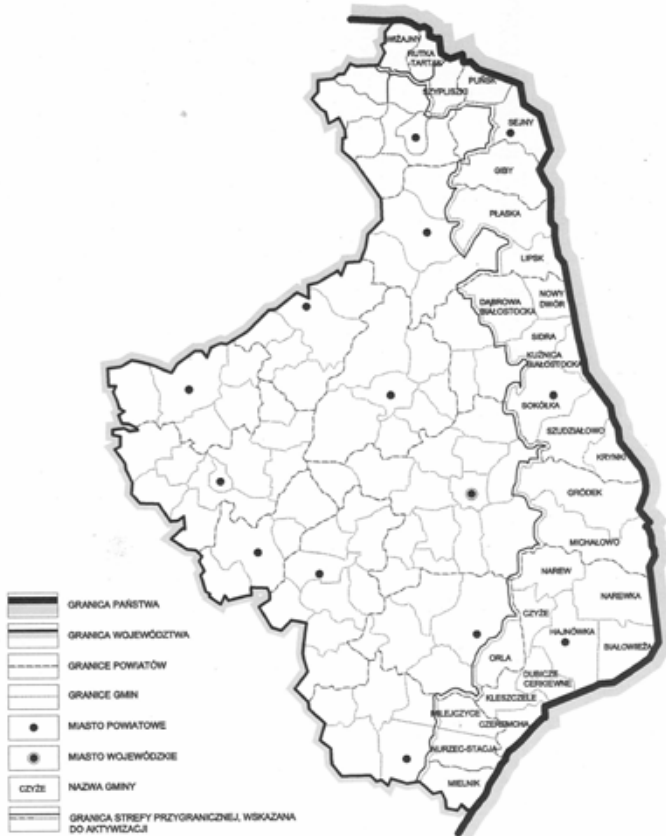 WIŻAJNY
RUTKA
-TARTAK
SZYPLISZKI
PUŃSK
SEJNY
GIBY
PŁASKA
LIPSK
DĄBROWA
BIAŁOSTOCKA
NOWY
DWÓR
SIDRA
KUŹNICA
BIAŁOSTOCKA
SOKÓŁKA
SZUDZIAŁOWO
KRYNKI
GRÓDEK
MICHAŁOWO
NAREW
NAREWKA
CZYŻE
HAJNÓWKA
BIAŁOWIEŻA
ORLA
DUBICZE
CERKIEWNE
KLESZCZELE
MILEJCZYCE
CZEREMCHA
NURZEC-STACJA
MIELNIK
GRANICA PAŃSTWA
GRANICA WOJEWÓDZTWA
GRANICE POWIATÓW
GRANICE GMIN
MIASTO POWIATOWE
MIASTO WOJEWÓDZKIE
CZYŻE NAZWA GMINY
GRANICA STREFY PRZYGRANICZNEJ, WSKAZANA
DO AKTYWIZACJI